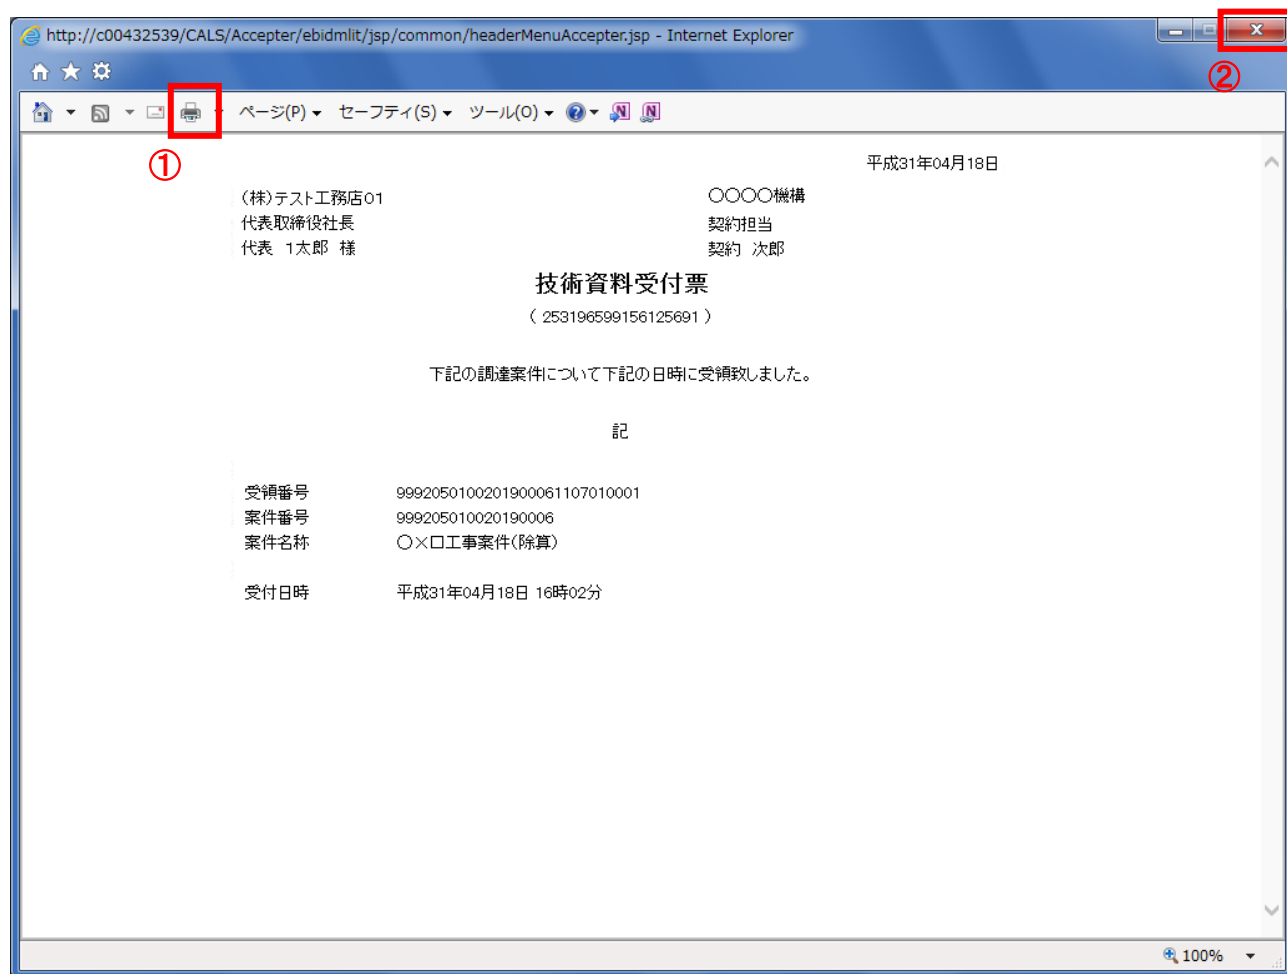 http://c00432539/CALS/Accepter/ebidmlit/jsp/common/headerMenuAccepter.jsp - Internet Explorer
②
ページ(P) セーフティ(S) ツール(O)
①
平成31年04月18日
(株)テスト工務店01
〇〇〇〇機構
代表取締役社長
契約担当
代表 1太郎 様
契約 次郎
技術資料受付票
( 253196599156125691 )
下記の調達案件について下記の日時に受領致しました。
記
受領番号 9992050100201900061107010001
案件番号 999205010020190006
案件名称 〇×口工事案件(除算)
受付日時 平成31年04月18日 16時02分
100%